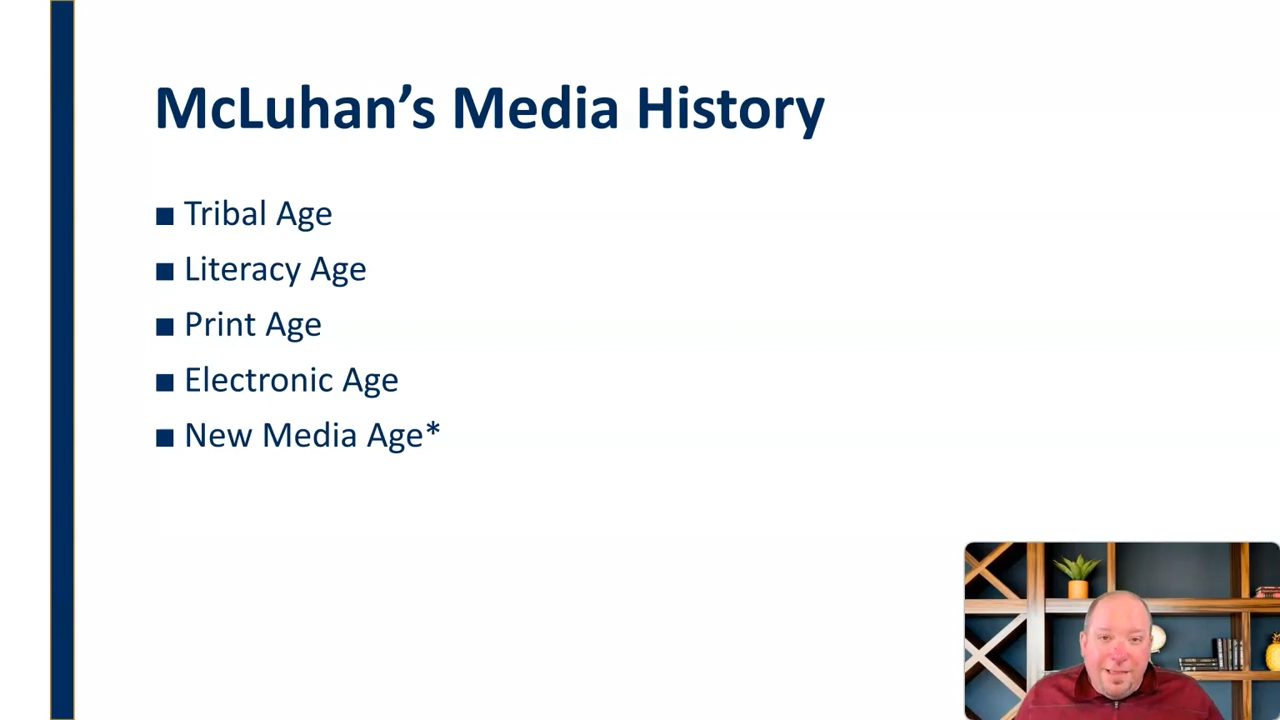 McLuhan’s Media History
■ Tribal Age
■ Literacy Age
■ Print Age
■ Electronic Age
■ New Media Age*